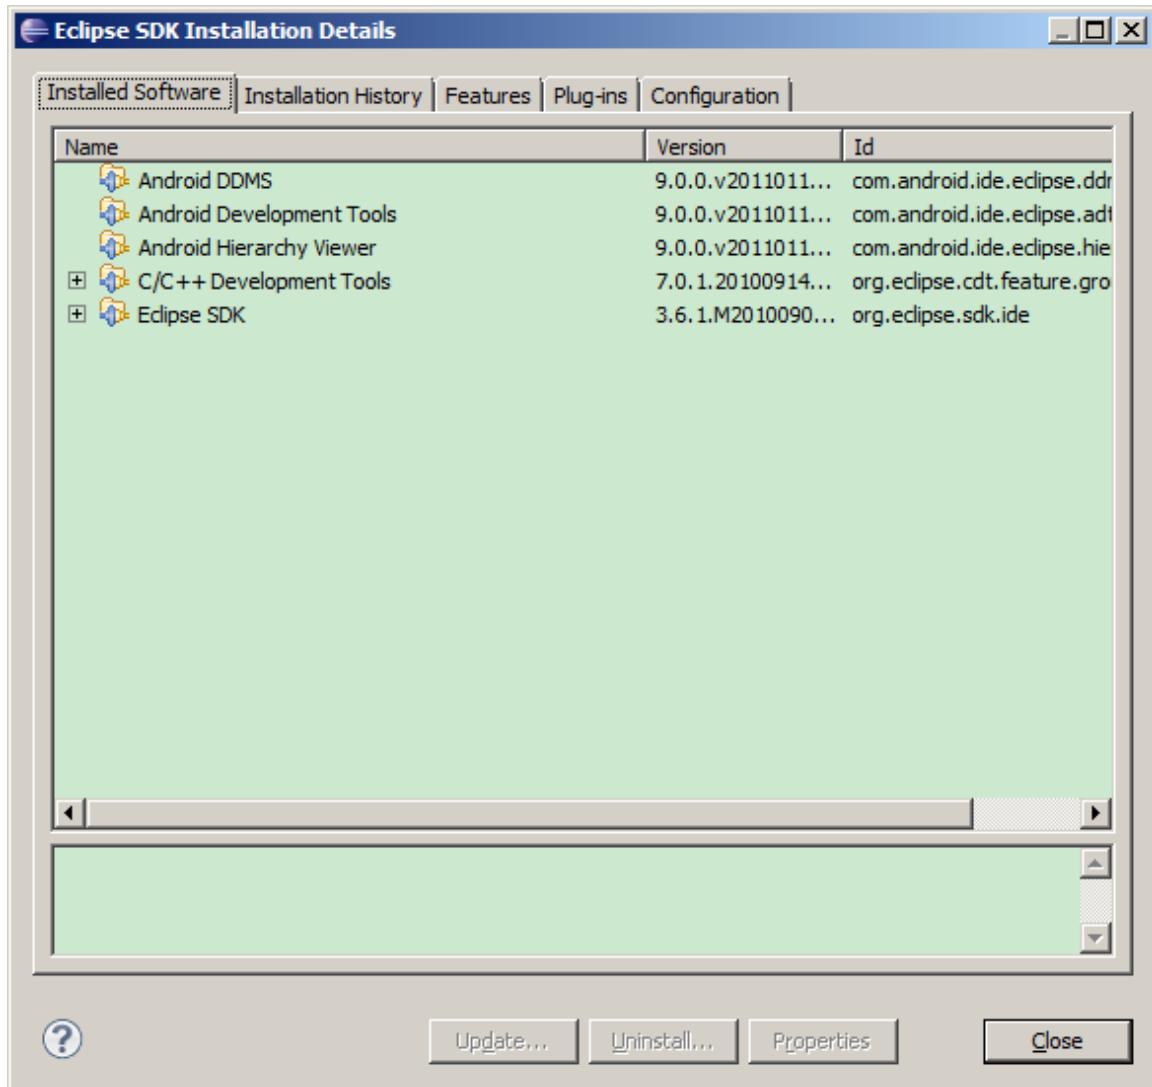 Eclipse SDK Installation Details
Installed Software Installation History Features Plug-ins Configuration
Name Version Id
Android DDMS 9.0.0.v2011011... com.android.ide.eclipse.ddr
Android Development Tools 9.0.0.v2011011... com.android.ide.eclipse.adt
Android Hierarchy Viewer 9.0.0.v2011011... com.android.ide.eclipse.hie
C/C++ Development Tools 7.0.1.20100914... org.eclipse.cdt.feature.gro
Eclipse SDK 3.6.1.M2010090... org.eclipse.sdk.ide
Update... Uninstall... Properties Close